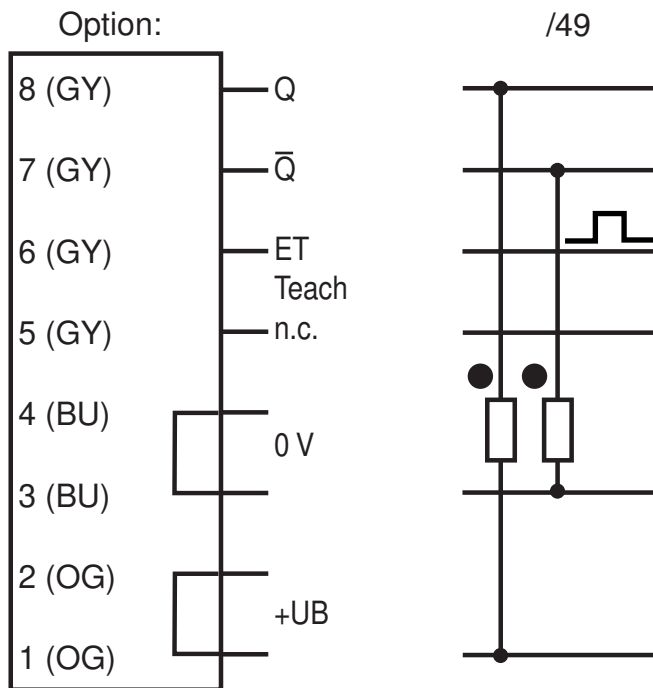 Option: /49
8 (GY) Q
7 (GY) Q̅
6 (GY) ET
Teach
5 (GY) n.c.
4 (BU)
0 V
3 (BU)
2 (OG)
+UB
1 (OG)